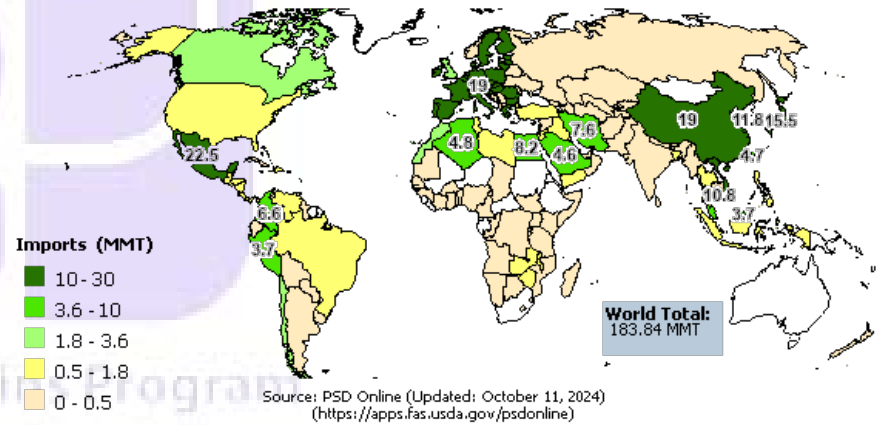 19
19
11.8
15.5
7.6
4.8
8.2
4.6
4.7
22.5
10.8
3.7
6.6
3.7
Imports (MMT)
10 - 30
3.6 - 10
1.8 - 3.6
0.5 - 1.8
0 - 0.5
World Total:
183.84 MMT
ins Program
Source: PSD Online (Updated: October 11, 2024)
(https://apps.fas.usda.gov/psdonline)